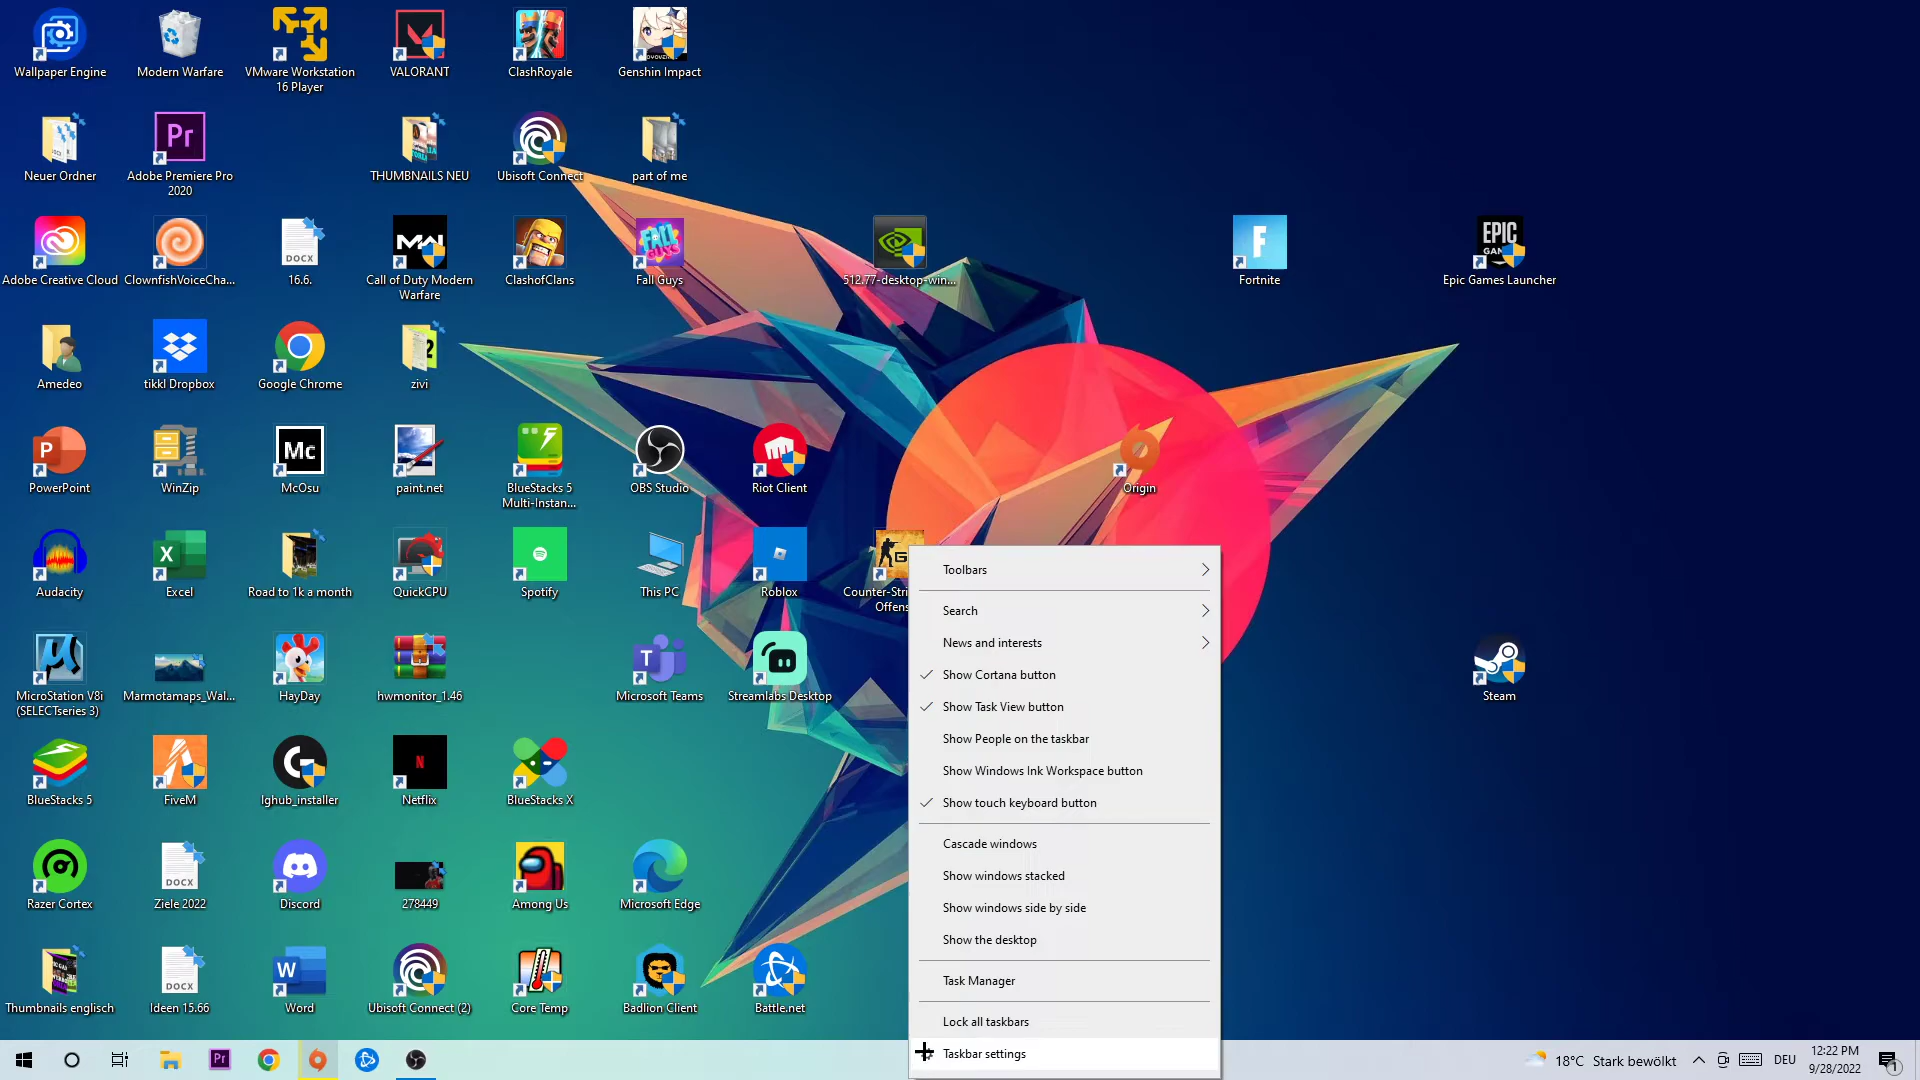 Wallpaper Engine
Modern Warfare
VMware Workstation
16 Player
VALORANT
ClashRoyale
Genshin Impact
Neuer Ordner
Adobe Premiere Pro
2020
THUMBNAILS NEU
Ubisoft Connect
part of me
Adobe Creative Cloud
ClownfishVoiceCha...
16.6.
Call of Duty Modern
Warfare
ClashofClans
Fall Guys
512.77-desktop-win...
Fortnite
Epic Games Launcher
Amedeo
tikkl Dropbox
Google Chrome
zivi
PowerPoint
WinZip
McOsu
paint.net
BlueStacks 5
Multi-Instan...
OBS Studio
Riot Client
Origin
Audacity
Excel
Road to 1k a month
QuickCPU
Spotify
This PC
Roblox
Counter-Stri
Offens
MicroStation V8i
(SELECTseries 3)
Marmotamaps_Wal...
HayDay
hwmonitor_1.46
Microsoft Teams
Streamlabs Desktop
Steam
BlueStacks 5
FiveM
lghub_installer
Netflix
BlueStacks X
Razer Cortex
Ziele 2022
Discord
278449
Among Us
Microsoft Edge
Thumbnails englisch
Ideen 15.66
Word
Ubisoft Connect (2)
Core Temp
Badlion Client
Battle.net
Toolbars
Search
News and interests
Show Cortana button
Show Task View button
Show People on the taskbar
Show Windows Ink Workspace button
Show touch keyboard button
Cascade windows
Show windows stacked
Show windows side by side
Show the desktop
Task Manager
Lock all taskbars
Taskbar settings
18°C Stark bewölkt
DEU
12:22 PM
9/28/2022
1